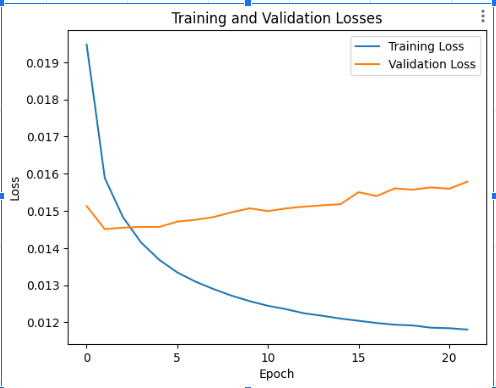 Training and Validation Losses
Training Loss
Validation Loss
0.019
0.018
0.017
0.016
0.015
0.014
0.013
0.012
Loss
0
5
10
15
20
Epoch